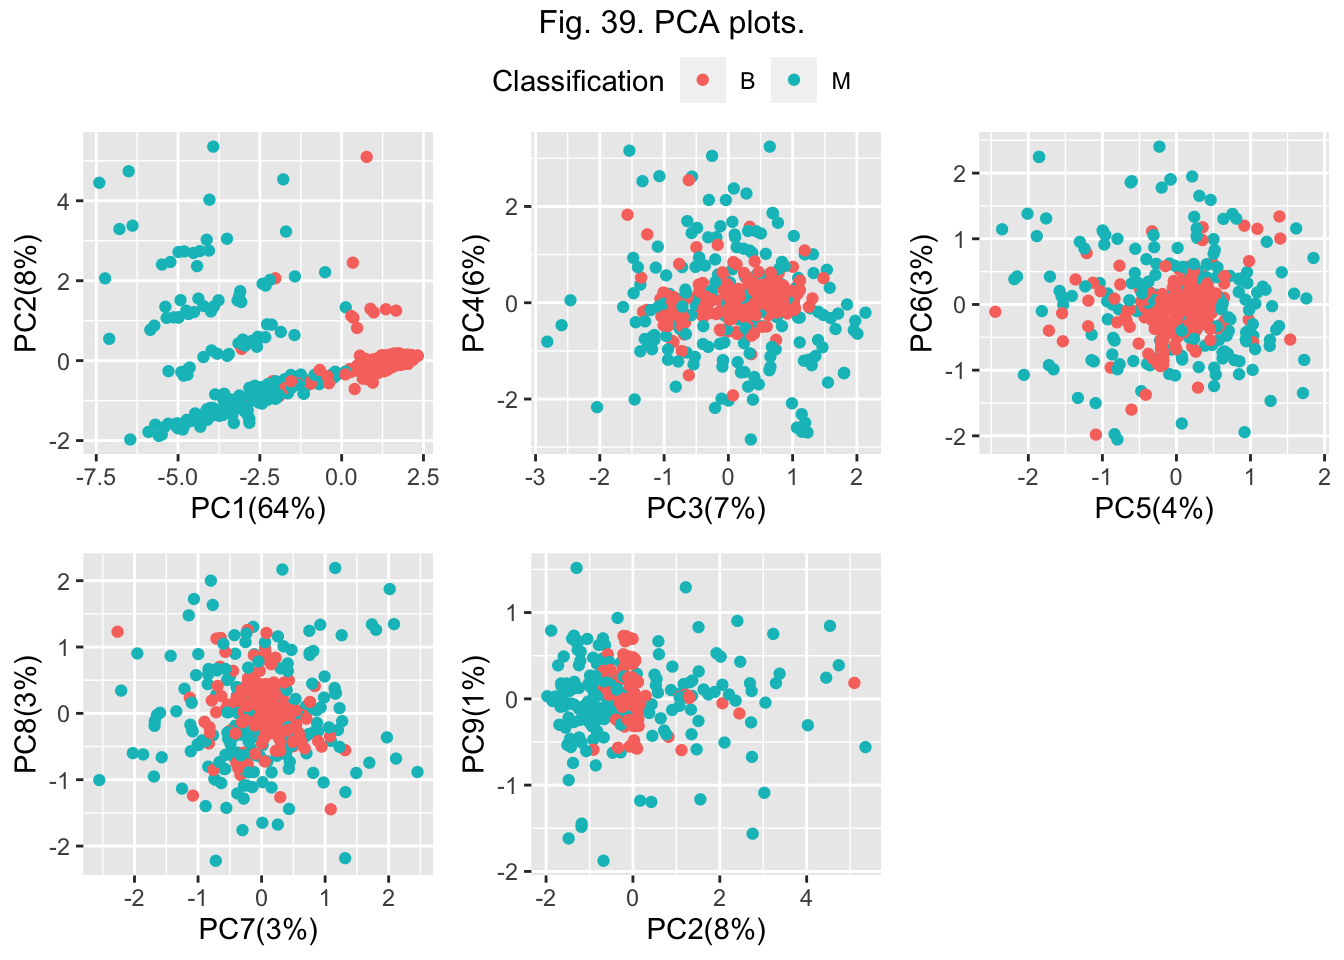 Fig. 39. PCA plots.
Classification B M
PC2(8%)
4
2
0
-2
-7.5 -5.0 -2.5 0.0 2.5
PC1(64%)
PC4(6%)
2
0
-2
-3 -2 -1 0 1 2
PC3(7%)
PC6(3%)
2
1
0
-1
-2
-2 -1 0 1 2
PC5(4%)
PC8(3%)
2
1
0
-1
-2
-2 -1 0 1 2
PC7(3%)
PC9(1%)
1
0
-1
-2
-2 0 2 4
PC2(8%)